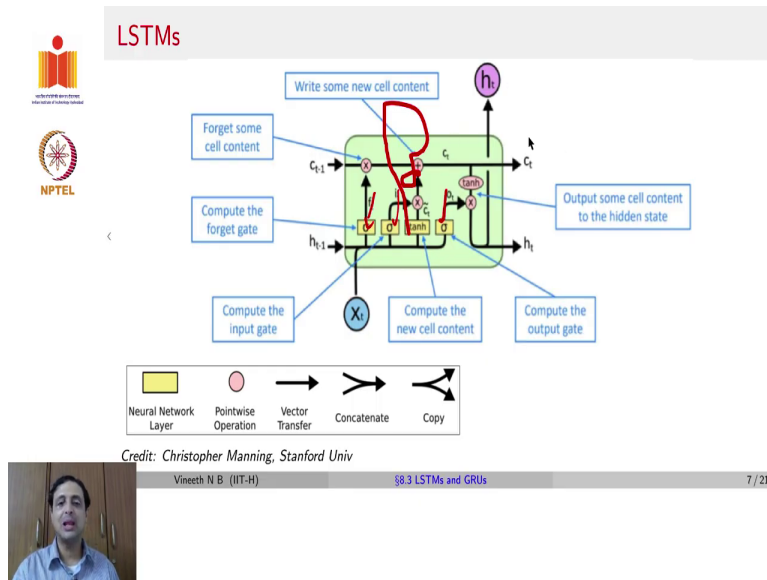 LSTMs
Write some new cell content
h_t
Forget some
cell content
c_t-1
c_t
c_t
tanh
Output some cell content
to the hidden state
Compute the
forget gate
c̃_t
σ
tanh
σ
h_t-1
h_t
x_t
Compute the
input gate
Compute the
new cell content
Compute the
output gate
Neural Network
Layer
Pointwise
Operation
Vector
Transfer
Concatenate
Copy
NPTEL
Credit: Christopher Manning, Stanford Univ
Vineeth N B (IIT-H)
§8.3 LSTMs and GRUs
7 / 21